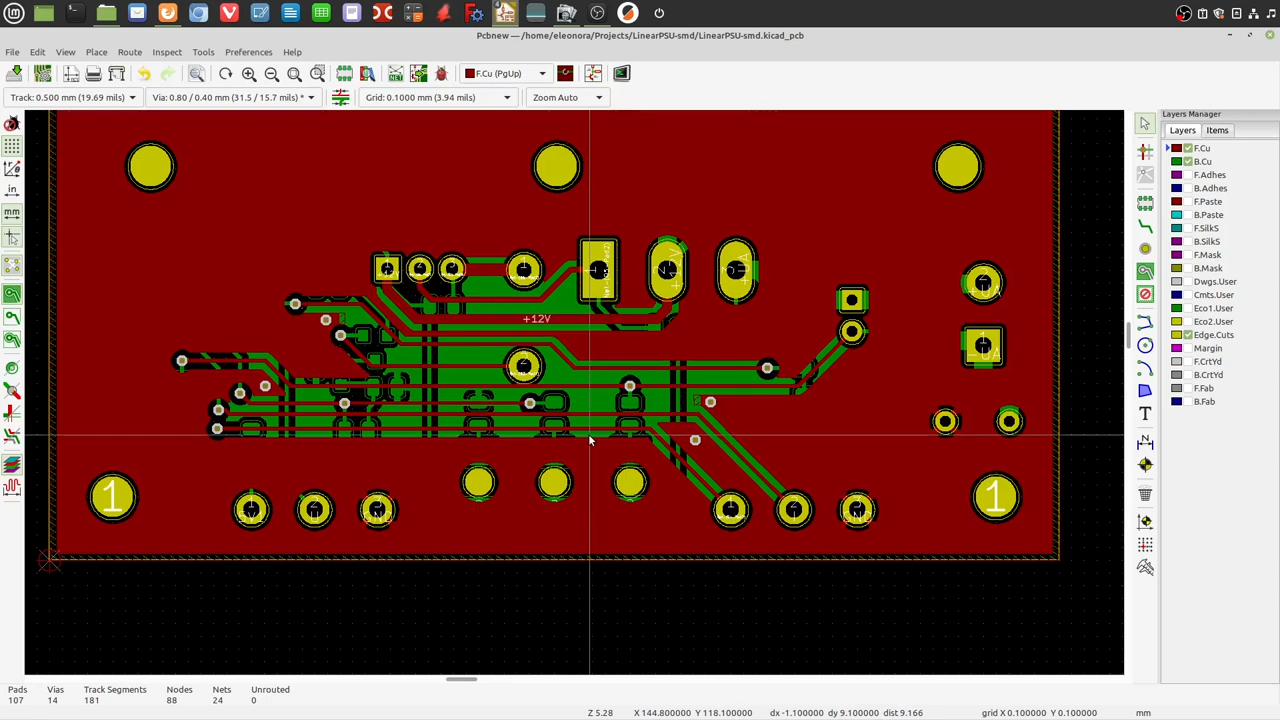 Pcbnew — /home/eleonora/Projects/LinearPSU-smd/LinearPSU-smd.kicad_pcb
File Edit View Place Route Inspect Tools Preferences Help
F.Cu (PgUp)
Track: 0.500 mm (19.69 mils) Via: 0.80 / 0.40 mm (31.5 / 15.7 mils) * Grid: 0.1000 mm (3.94 mils) Zoom Auto
Layers Manager
Layers Items
F.Cu
B.Cu
F.Adhes
B.Adhes
F.Paste
B.Paste
F.SilkS
B.SilkS
F.Mask
B.Mask
Dwgs.User
Cmts.User
Eco1.User
Eco2.User
Edge.Cuts
Margin
F.CrtYd
B.CrtYd
F.Fab
B.Fab
in
mm
+12V
1
1
GND
GND
Pads Vias Track Segments Nodes Nets Unrouted
107 14 181 88 24 0
Z 5.28 X 144.800000 Y 118.100000 dx -1.100000 dy 9.100000 dist 9.166 grid X 0.100000 Y 0.100000 mm